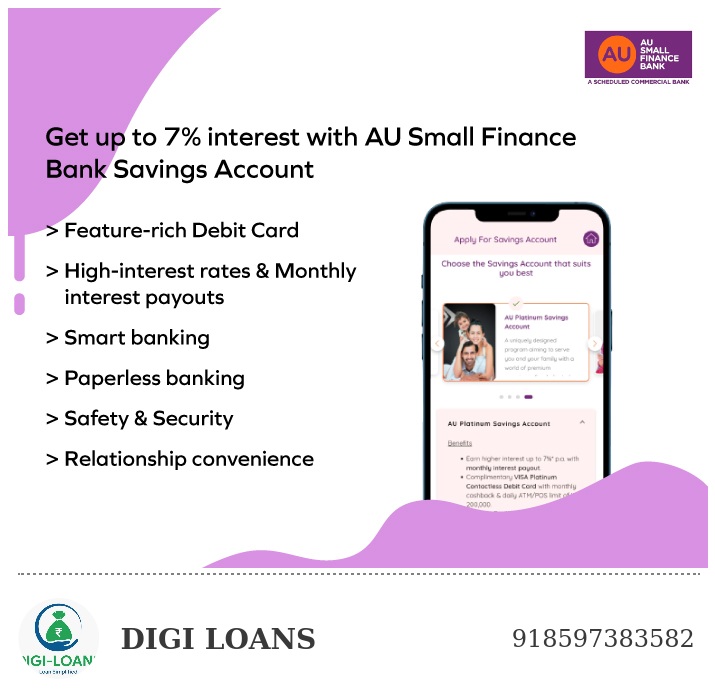 AU
AU
SMALL
FINANCE
BANK
A SCHEDULED COMMERCIAL BANK
Get up to 7% interest with AU Small Finance
Bank Savings Account
> Feature-rich Debit Card
> High-interest rates & Monthly
interest payouts
> Smart banking
> Paperless banking
> Safety & Security
> Relationship convenience
Apply For Savings Account
Choose the Savings Account that suits
you best
AU Platinum Savings
Account
A uniquely designed
program aiming to serve
you and your family with a
world of premium
AU Platinum Savings Account
Benefits
• Earn higher interest up to 7%* p.a. with
monthly interest payout
• Complimentary VISA Platinum
Contactless Debit Card with monthly
cashback & daily ATM/POS limit of
200,000
IGI-LOAN
Loan Simplified
DIGI LOANS
918597383582